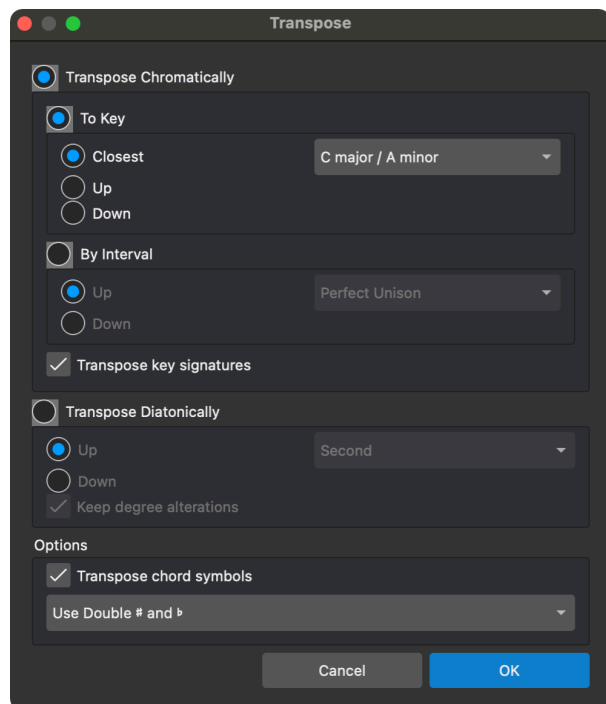 Transpose
Transpose Chromatically
To Key
Closest
C major / A minor
Up
Down
By Interval
Up
Perfect Unison
Down
Transpose key signatures
Transpose Diatonically
Up
Second
Down
Keep degree alterations
Options
Transpose chord symbols
Use Double ♯ and ♭
Cancel
OK